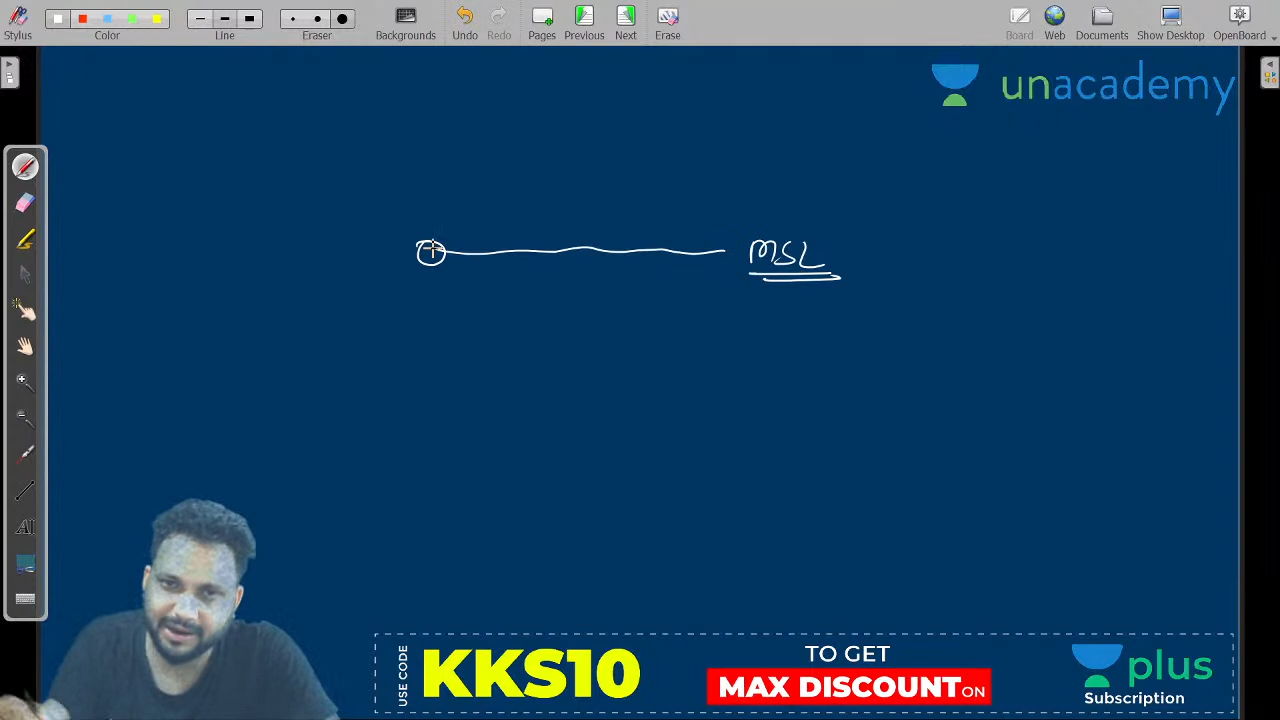 Stylus
Color
Line
Eraser
Backgrounds
Undo
Redo
Pages
Previous
Next
Erase
Board
Web
Documents
Show Desktop
OpenBoard
unacademy
MSL
AI
USE CODE
KKS10
TO GET
MAX DISCOUNT ON
plus
Subscription